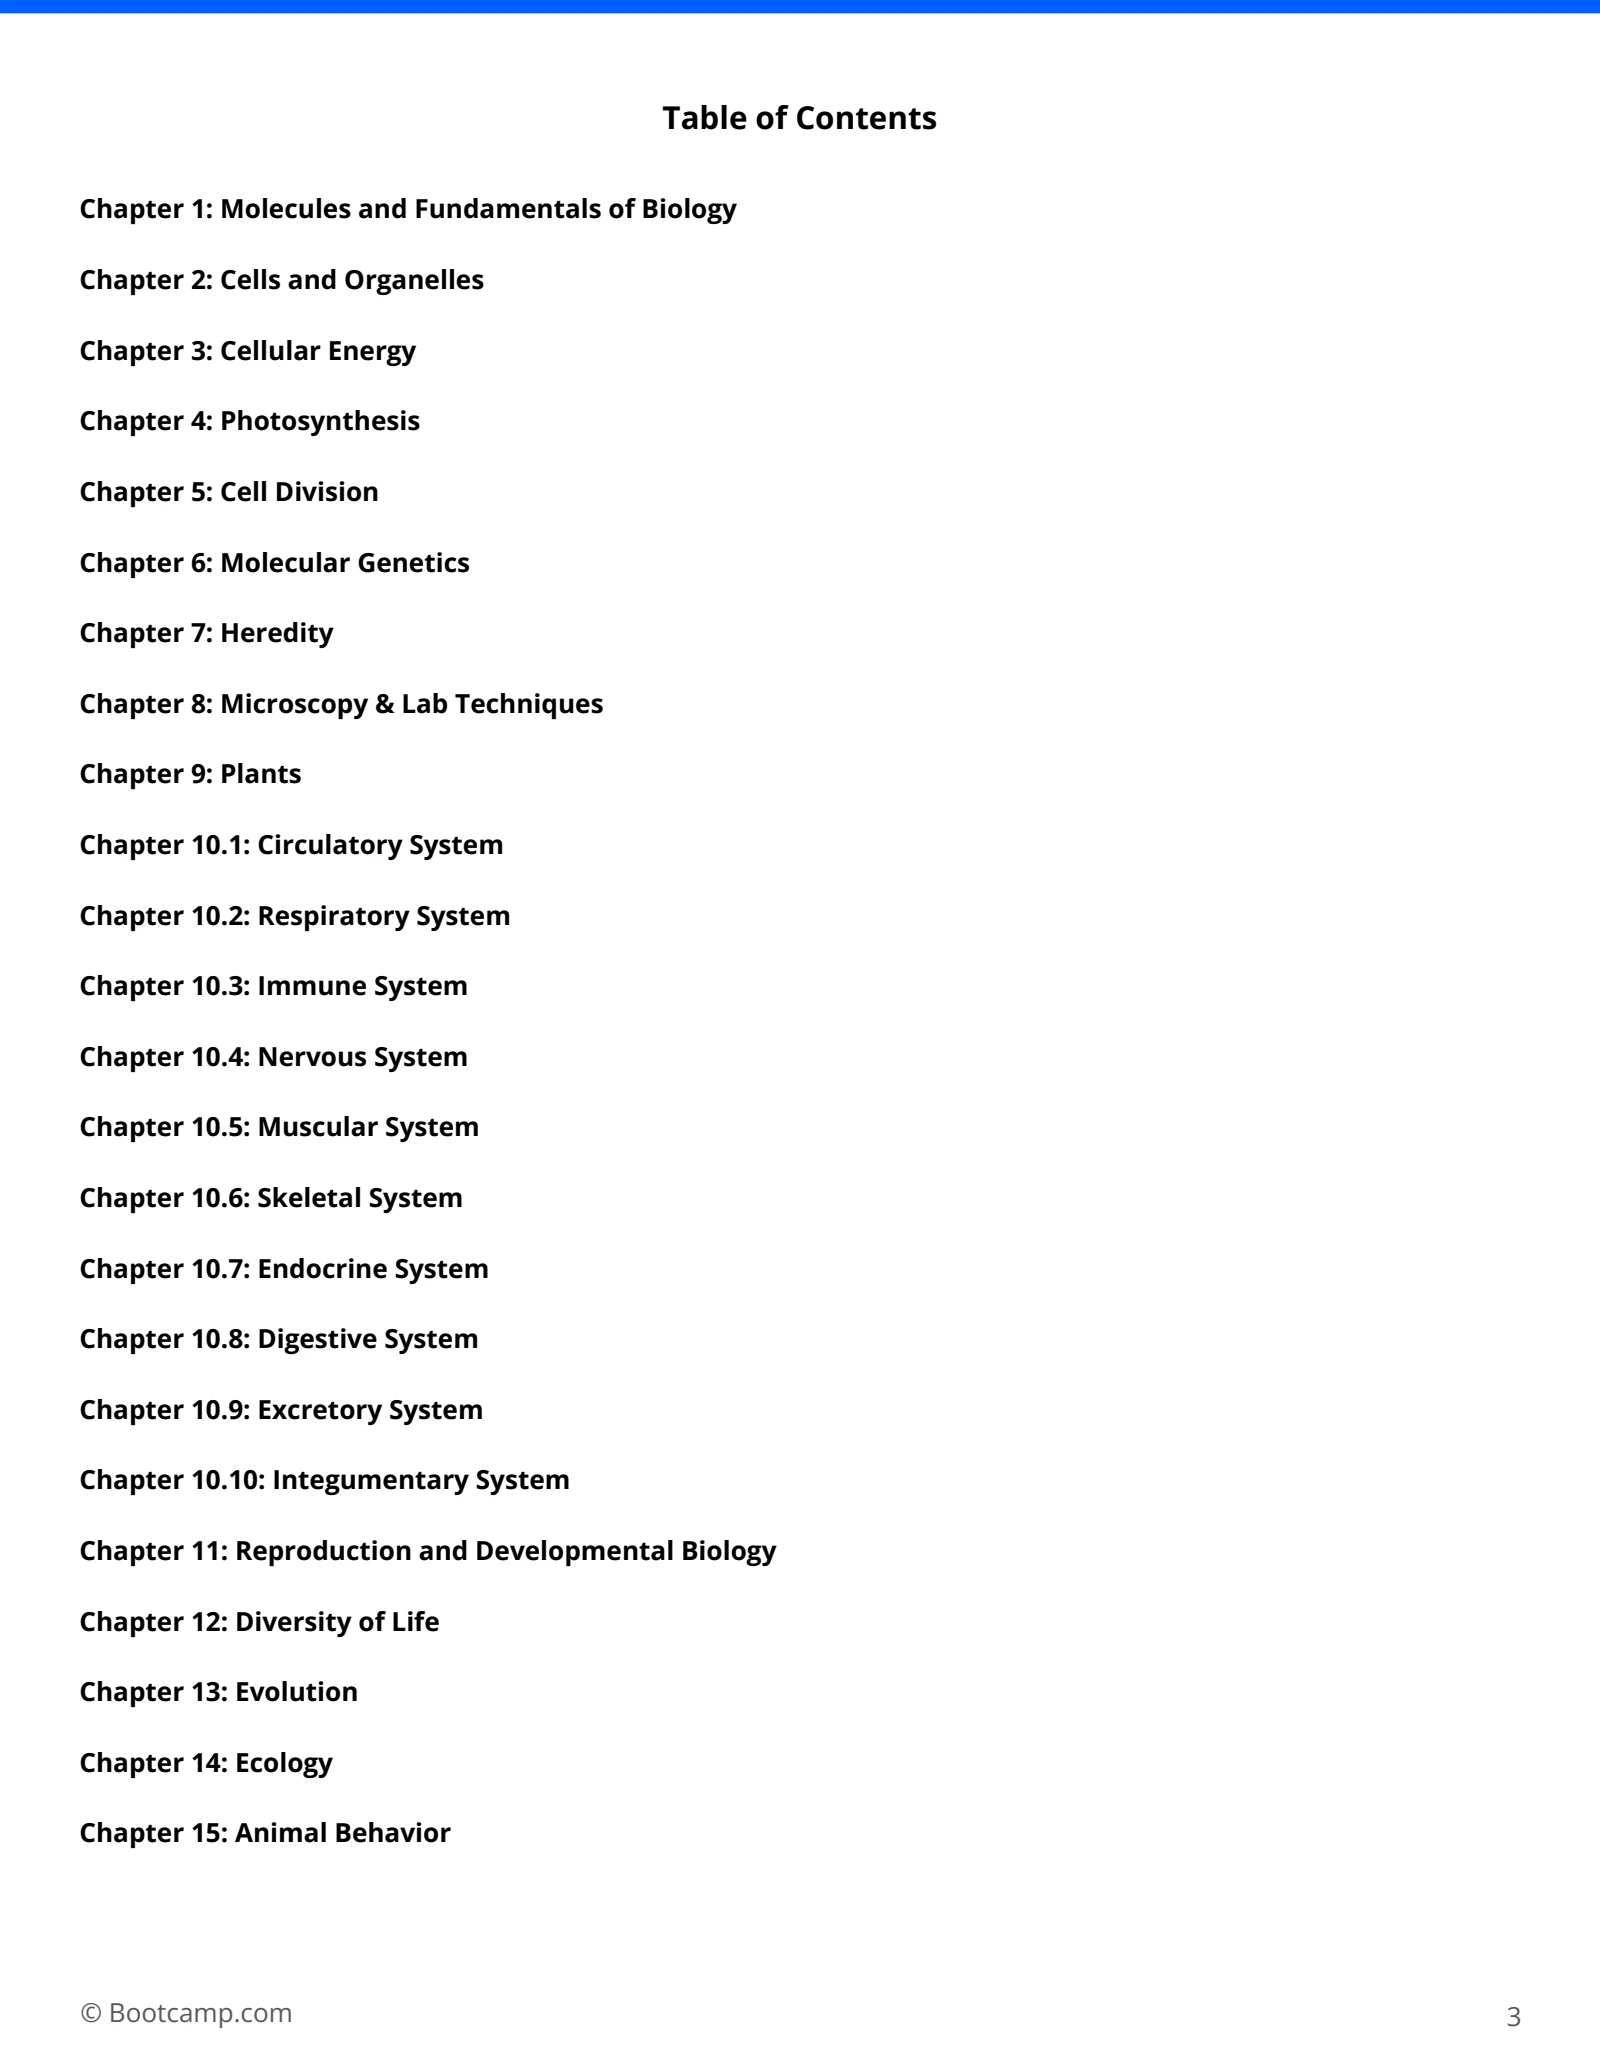 Table of Contents
Chapter 1: Molecules and Fundamentals of Biology
Chapter 2: Cells and Organelles
Chapter 3: Cellular Energy
Chapter 4: Photosynthesis
Chapter 5: Cell Division
Chapter 6: Molecular Genetics
Chapter 7: Heredity
Chapter 8: Microscopy & Lab Techniques
Chapter 9: Plants
Chapter 10.1: Circulatory System
Chapter 10.2: Respiratory System
Chapter 10.3: Immune System
Chapter 10.4: Nervous System
Chapter 10.5: Muscular System
Chapter 10.6: Skeletal System
Chapter 10.7: Endocrine System
Chapter 10.8: Digestive System
Chapter 10.9: Excretory System
Chapter 10.10: Integumentary System
Chapter 11: Reproduction and Developmental Biology
Chapter 12: Diversity of Life
Chapter 13: Evolution
Chapter 14: Ecology
Chapter 15: Animal Behavior
© Bootcamp.com
3